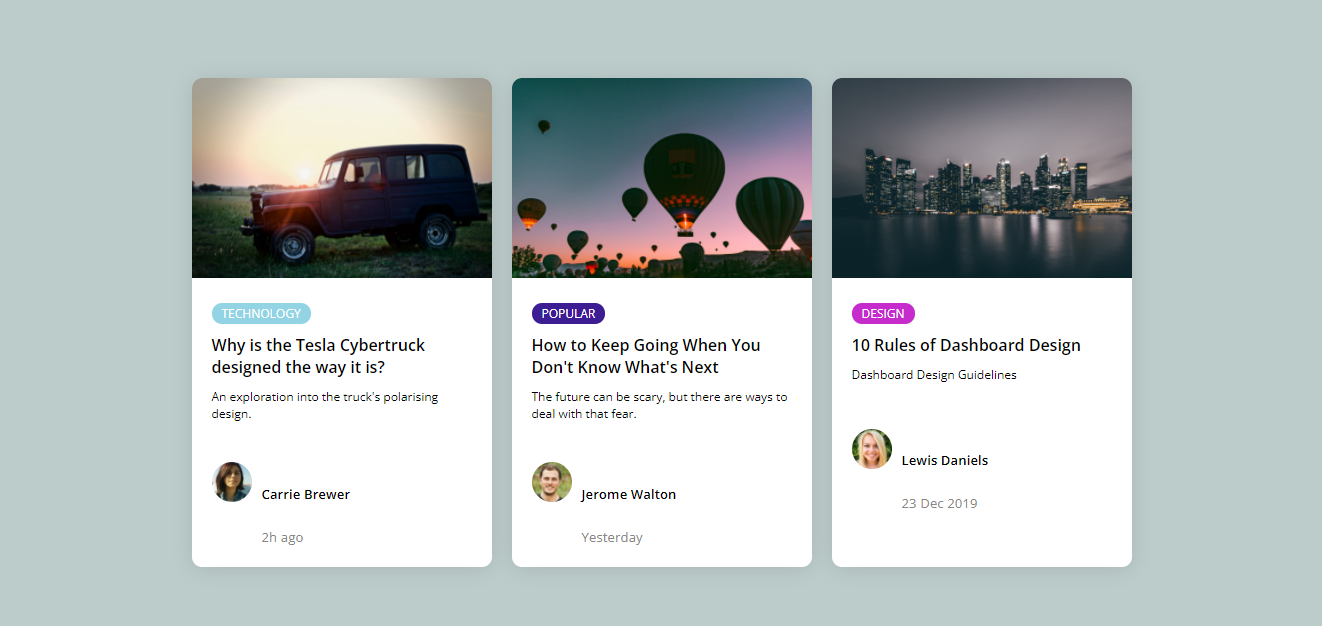 TECHNOLOGY
Why is the Tesla Cybertruck
designed the way it is?
An exploration into the truck's polarising
design.
Carrie Brewer
2h ago
POPULAR
How to Keep Going When You
Don't Know What's Next
The future can be scary, but there are ways to
deal with that fear.
Jerome Walton
Yesterday
DESIGN
10 Rules of Dashboard Design
Dashboard Design Guidelines
Lewis Daniels
23 Dec 2019